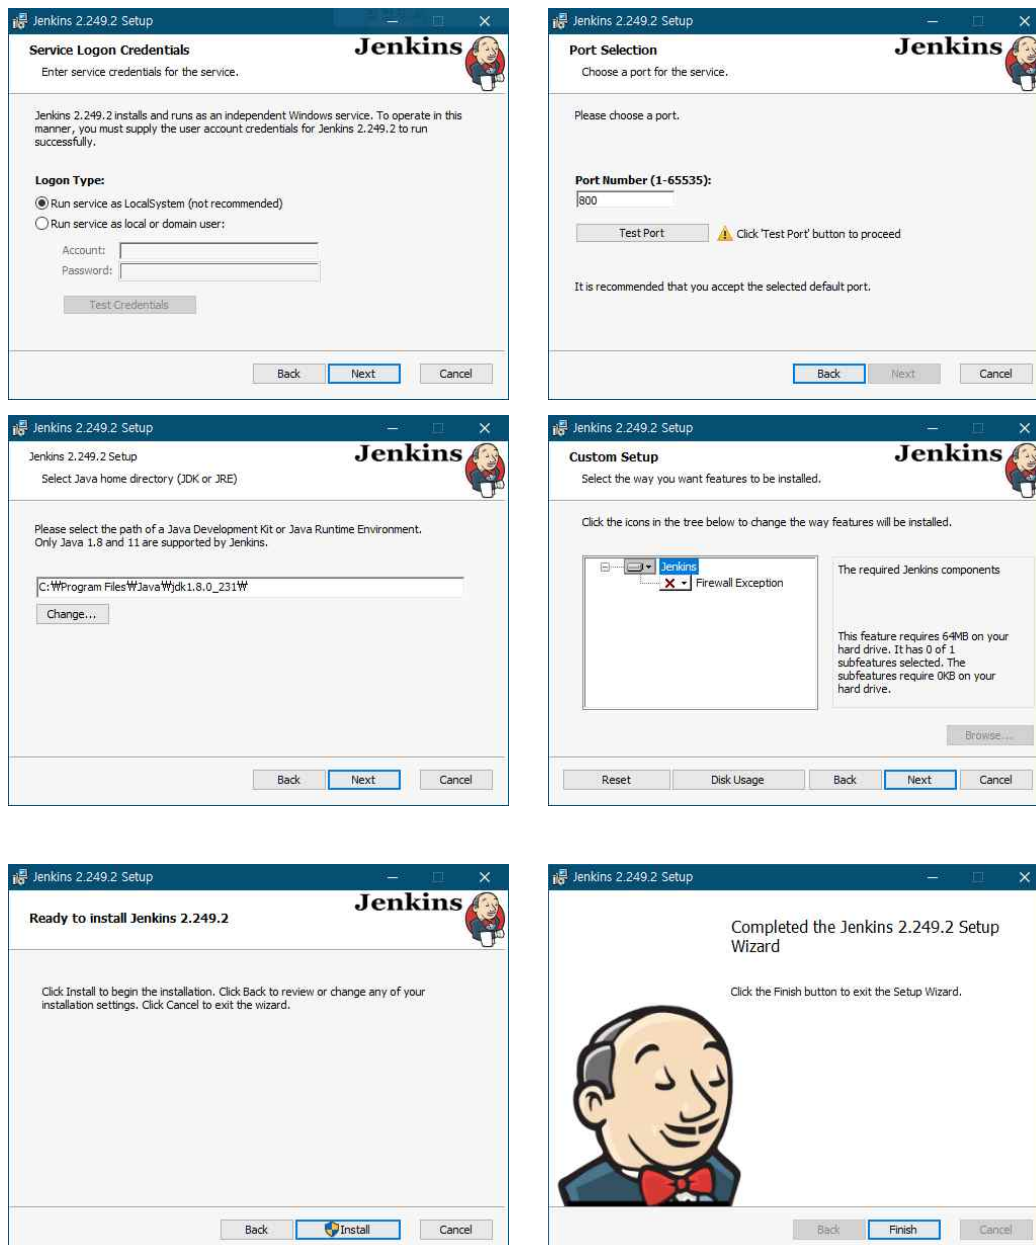 Jenkins 2.249.2 Setup
Service Logon Credentials
Jenkins
Enter service credentials for the service.
Jenkins 2.249.2 installs and runs as an independent Windows service. To operate in this
manner, you must supply the user account credentials for Jenkins 2.249.2 to run
successfully.
Logon Type:
Run service as LocalSystem (not recommended)
Run service as local or domain user:
Account:
Password:
Test Credentials
Back Next Cancel
Jenkins 2.249.2 Setup
Port Selection
Jenkins
Choose a port for the service.
Please choose a port.
Port Number (1-65535):
800
Test Port Click 'Test Port' button to proceed
It is recommended that you accept the selected default port.
Back Next Cancel
Jenkins 2.249.2 Setup
Jenkins 2.249.2 Setup
Jenkins
Select Java home directory (JDK or JRE)
Please select the path of a Java Development Kit or Java Runtime Environment.
Only Java 1.8 and 11 are supported by Jenkins.
C:₩Program Files₩Java₩jdk1.8.0_231₩
Change...
Back Next Cancel
Jenkins 2.249.2 Setup
Custom Setup
Jenkins
Select the way you want features to be installed.
Click the icons in the tree below to change the way features will be installed.
Jenkins
Firewall Exception
The required Jenkins components
This feature requires 64MB on your
hard drive. It has 0 of 1
subfeatures selected. The
subfeatures require 0KB on your
hard drive.
Browse...
Reset Disk Usage Back Next Cancel
Jenkins 2.249.2 Setup
Ready to install Jenkins 2.249.2
Jenkins
Click Install to begin the installation. Click Back to review or change any of your
installation settings. Click Cancel to exit the wizard.
Back Install Cancel
Jenkins 2.249.2 Setup
Completed the Jenkins 2.249.2 Setup
Wizard
Click the Finish button to exit the Setup Wizard.
Back Finish Cancel